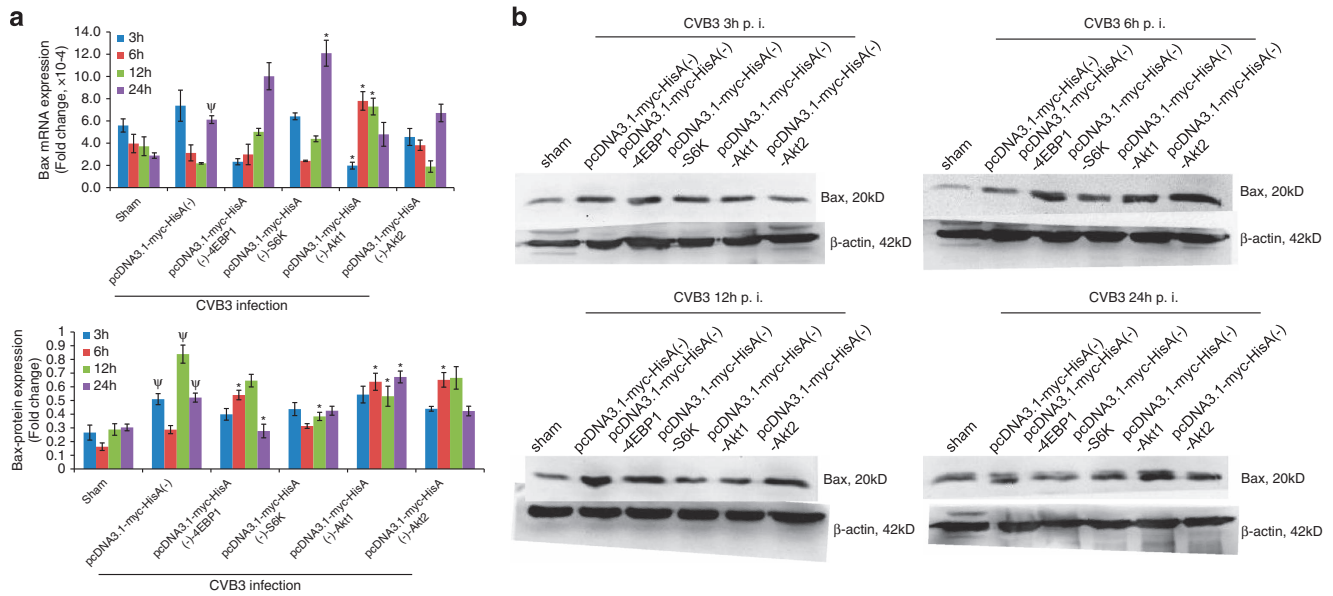 a
Bax mRNA expression
(Fold change, ×10-4)
14.0
12.0
10.0
8.0
6.0
4.0
2.0
0.0
3h
6h
12h
24h
ψ
*
*
*
*
Sham
pcDNA3.1-myc-HisA(-)
pcDNA3.1-myc-HisA
(-)-4EBP1
pcDNA3.1-myc-HisA
(-)-S6K
pcDNA3.1-myc-HisA
(-)-Akt1
pcDNA3.1-myc-HisA
(-)-Akt2
CVB3 infection
Bax-protein expression
(Fold change)
1
0.9
0.8
0.7
0.6
0.5
0.4
0.3
0.2
0.1
0
3h
6h
12h
24h
ψ
ψ
ψ
*
*
*
*
*
*
*
Sham
pcDNA3.1-myc-HisA(-)
pcDNA3.1-myc-HisA
(-)-4EBP1
pcDNA3.1-myc-HisA
(-)-S6K
pcDNA3.1-myc-HisA
(-)-Akt1
pcDNA3.1-myc-HisA
(-)-Akt2
CVB3 infection
b
CVB3 3h p. i.
sham
pcDNA3.1-myc-HisA(-)
pcDNA3.1-myc-HisA(-)
-4EBP1
pcDNA3.1-myc-HisA(-)
-S6K
pcDNA3.1-myc-HisA(-)
-Akt1
pcDNA3.1-myc-HisA(-)
-Akt2
Bax, 20kD
β-actin, 42kD
CVB3 6h p. i.
sham
pcDNA3.1-myc-HisA(-)
pcDNA3.1-myc-HisA(-)
-4EBP1
pcDNA3.1-myc-HisA(-)
-S6K
pcDNA3.1-myc-HisA(-)
-Akt1
pcDNA3.1-myc-HisA(-)
-Akt2
Bax, 20kD
β-actin, 42kD
CVB3 12h p. i.
sham
pcDNA3.1-myc-HisA(-)
pcDNA3.1-myc-HisA(-)
-4EBP1
pcDNA3.1-myc-HisA(-)
-S6K
pcDNA3.1-myc-HisA(-)
-Akt1
pcDNA3.1-myc-HisA(-)
-Akt2
Bax, 20kD
β-actin, 42kD
CVB3 24h p. i.
sham
pcDNA3.1-myc-HisA(-)
pcDNA3.1-myc-HisA(-)
-4EBP1
pcDNA3.1-myc-HisA(-)
-S6K
pcDNA3.1-myc-HisA(-)
-Akt1
pcDNA3.1-myc-HisA(-)
-Akt2
Bax, 20kD
β-actin, 42kD